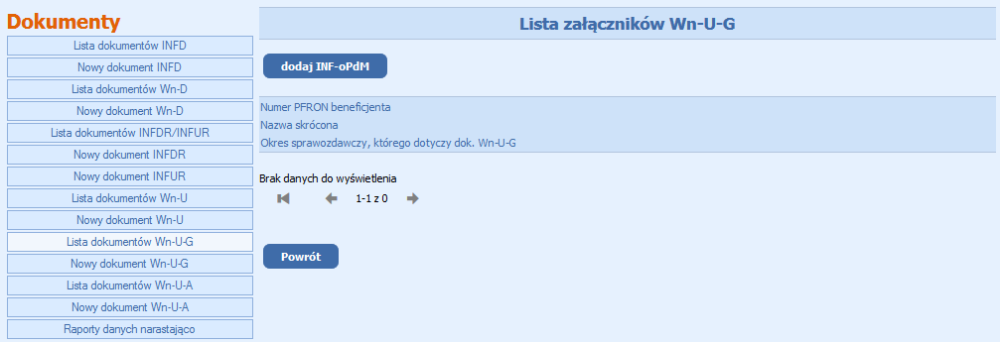 Dokumenty
Lista dokumentów INFD
Nowy dokument INFD
Lista dokumentów Wn-D
Nowy dokument Wn-D
Lista dokumentów INFDR/INFUR
Nowy dokument INFDR
Nowy dokument INFUR
Lista dokumentów Wn-U
Nowy dokument Wn-U
Lista dokumentów Wn-U-G
Nowy dokument Wn-U-G
Lista dokumentów Wn-U-A
Nowy dokument Wn-U-A
Raporty danych narastająco
Lista załączników Wn-U-G
dodaj INF-oPdM
Numer PFRON beneficjenta
Nazwa skrócona
Okres sprawozdawczy, którego dotyczy dok. Wn-U-G
Brak danych do wyświetlenia
1-1 z 0
Powrót